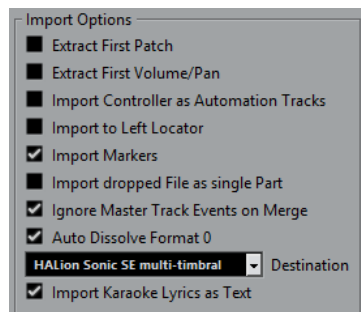 Import Options
Extract First Patch
Extract First Volume/Pan
Import Controller as Automation Tracks
Import to Left Locator
Import Markers
Import dropped File as single Part
Ignore Master Track Events on Merge
Auto Dissolve Format 0
HALion Sonic SE multi-timbral Destination
Import Karaoke Lyrics as Text